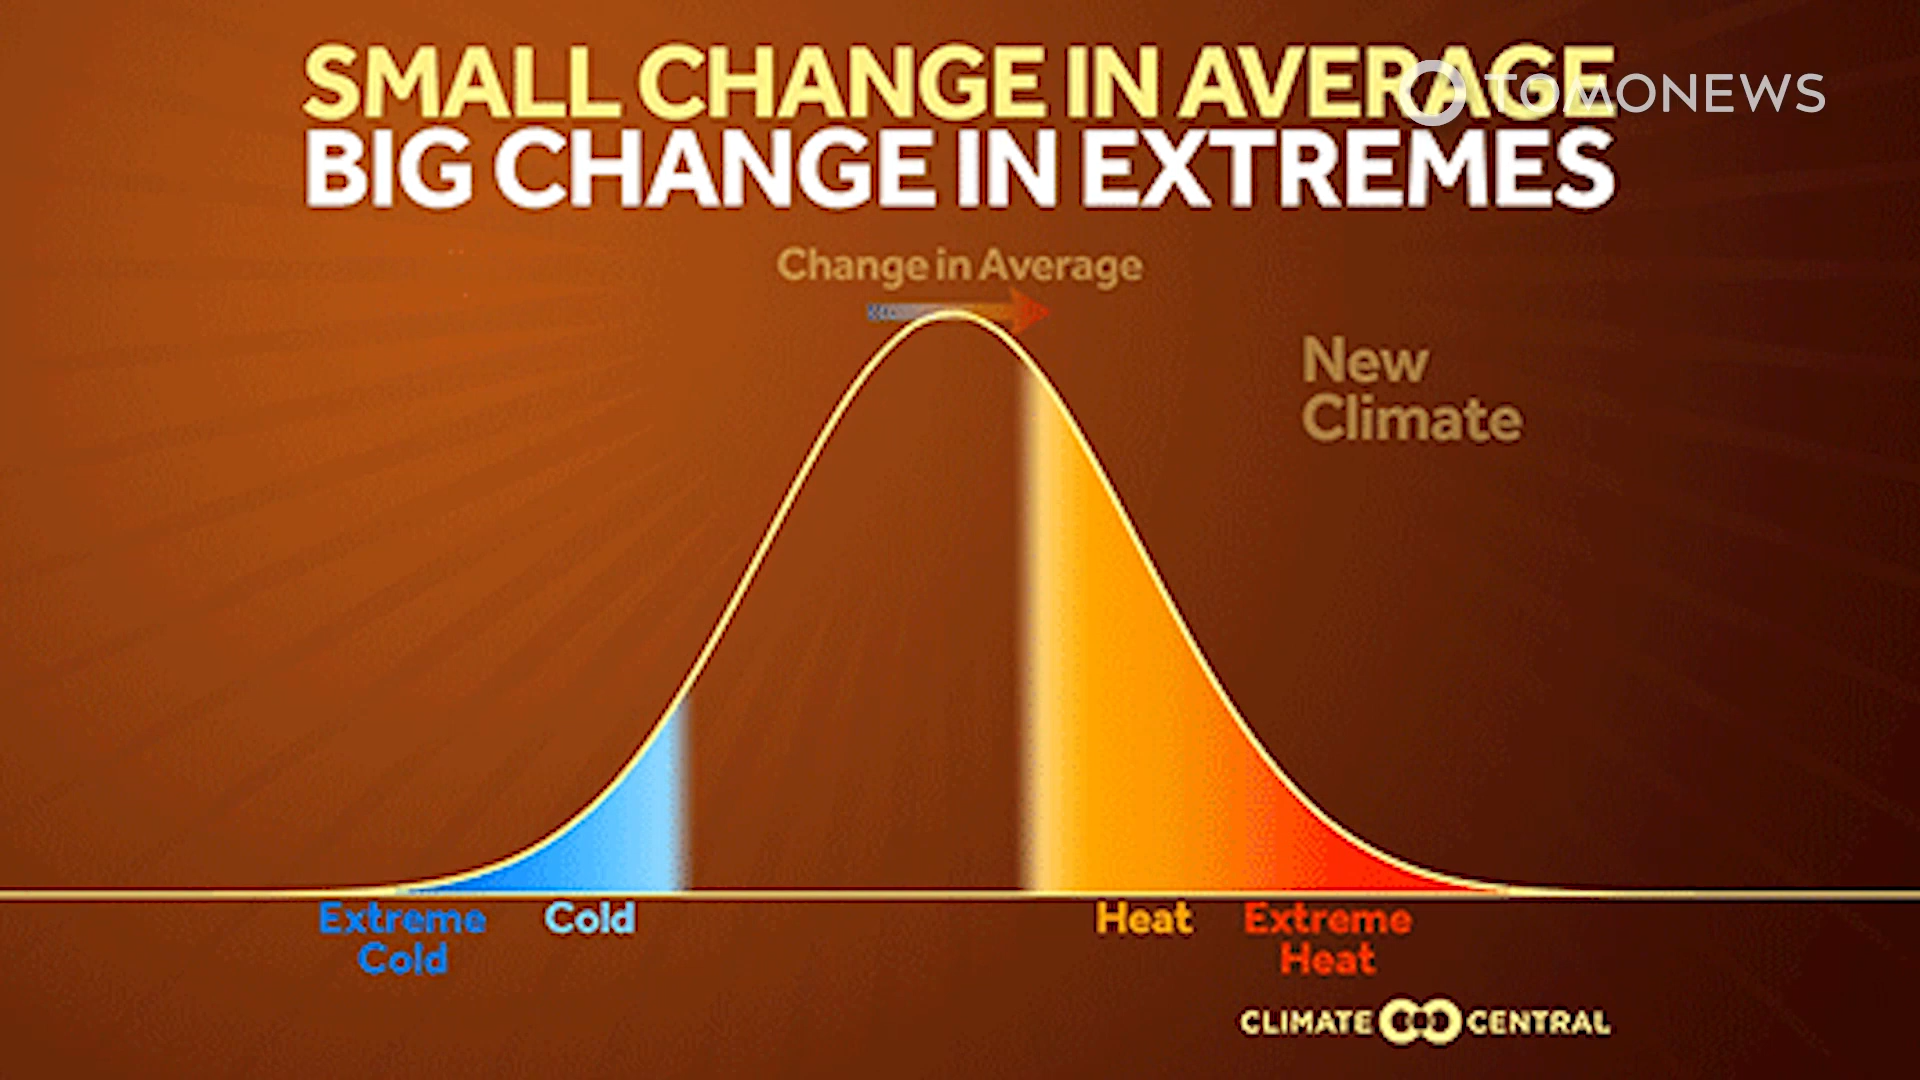 SMALL CHANGE IN AVERAGE
TOMONEWS
BIG CHANGE IN EXTREMES
Change in Average
New
Climate
Extreme
Cold
Cold
Heat
Extreme
Heat
CLIMATE CENTRAL